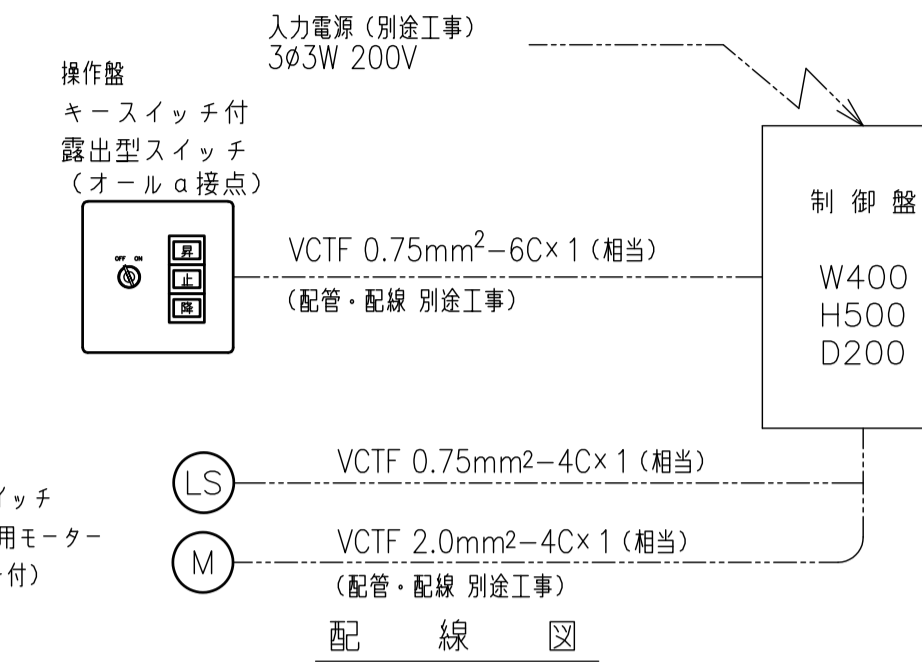 入力電源（別途工事）
3φ3W 200V
操作盤
キースイッチ付
露出型スイッチ
（オールa接点）
OFF ON
昇
止
降
VCTF 0.75mm²−6C×1（相当）
（配管・配線 別途工事）
制御盤
W400
H500
D200
LS
VCTF 0.75mm²−4C×1（相当）
イッチ
用モーター
付）
M
VCTF 2.0mm²−4C×1（相当）
（配管・配線 別途工事）
配線図